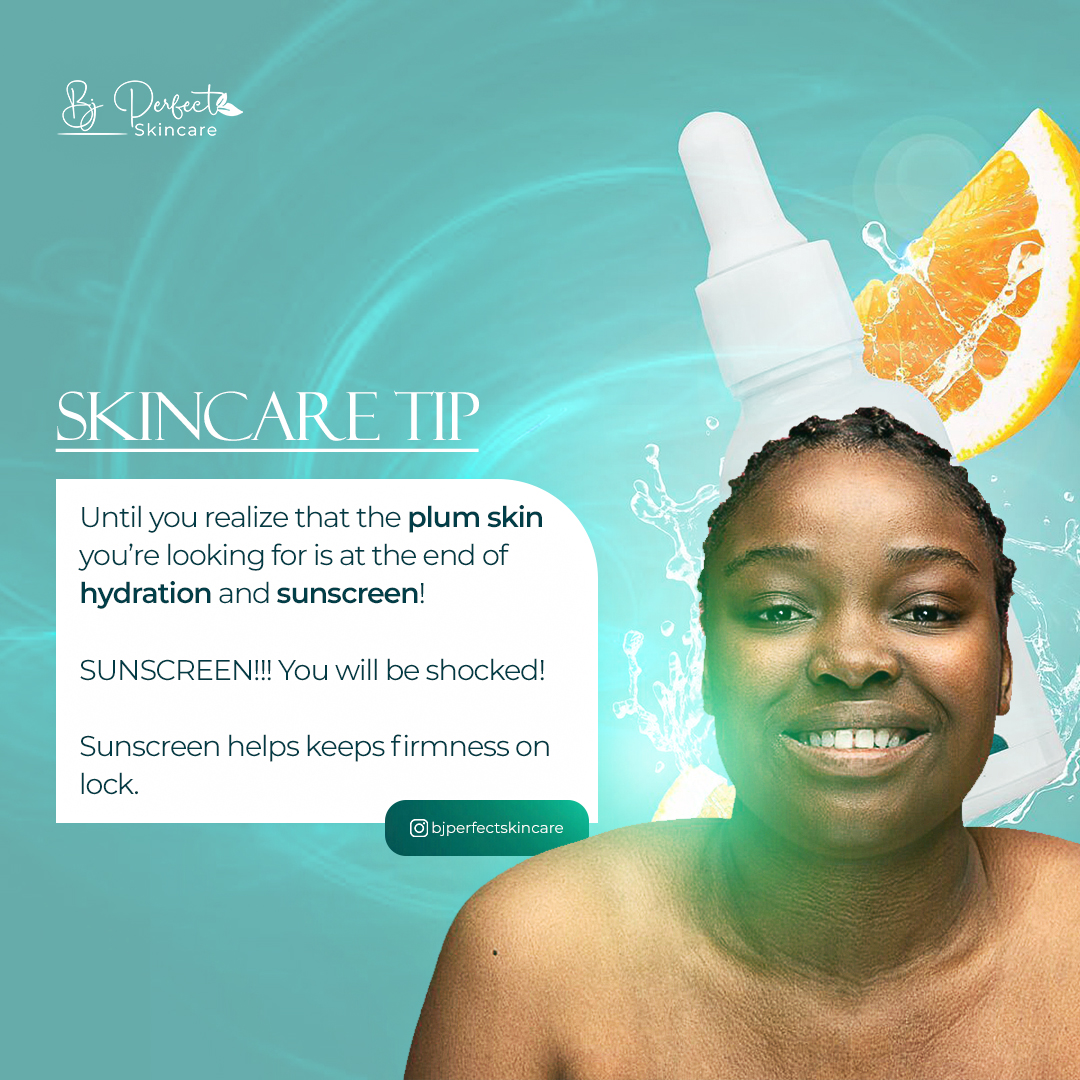 Bj Perfect
Skincare
SKINCARE TIP
Until you realize that the plum skin
you're looking for is at the end of
hydration and sunscreen!
SUNSCREEN!!! You will be shocked!
Sunscreen helps keeps firmness on
lock.
bjperfectskincare